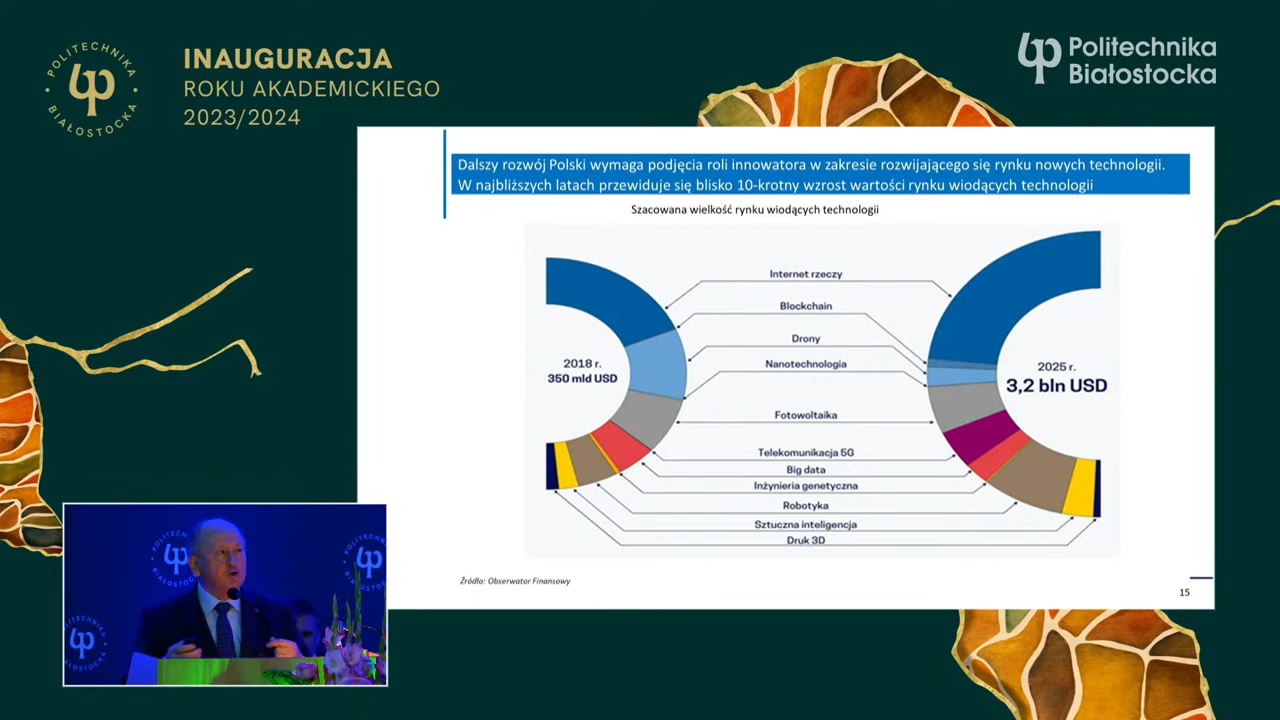 POLITECHNIKA
BIAŁOSTOCKA
INAUGURACJA
ROKU AKADEMICKIEGO
2023/2024
Politechnika
Białostocka
Dalszy rozwój Polski wymaga podjęcia roli innowatora w zakresie rozwijającego się rynku nowych technologii.
W najbliższych latach przewiduje się blisko 10-krotny wzrost wartości rynku wiodących technologii
Szacowana wielkość rynku wiodących technologii
Internet rzeczy
Blockchain
Drony
Nanotechnologia
2018 r.
350 mld USD
2025 r.
3,2 bln USD
Fotowoltaika
Telekomunikacja 5G
Big data
Inżynieria genetyczna
Robotyka
Sztuczna inteligencja
Druk 3D
Źródło: Obserwator Finansowy
15